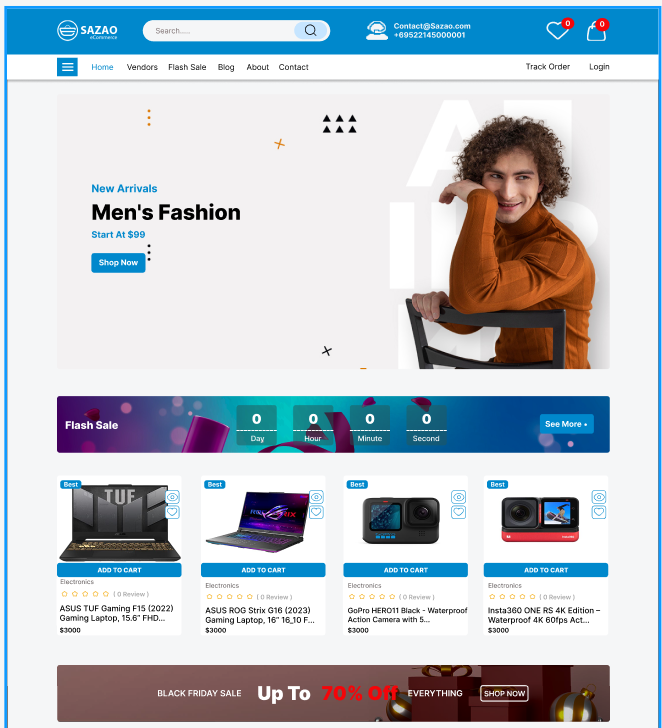 SAZAO
eCommerce
Search.....
Contact@Sazao.com
+69522145000001
0
0
Home Vendors Flash Sale Blog About Contact
Track Order Login
New Arrivals
Men's Fashion
Start At $99
Shop Now
Flash Sale
0 0 0 0
Day Hour Minute Second
See More
Best
TUF
ADD TO CART
Electronics
( 0 Review )
ASUS TUF Gaming F15 (2022)
Gaming Laptop, 15.6" FHD...
$3000
Best
ADD TO CART
Electronics
( 0 Review )
ASUS ROG Strix G16 (2023)
Gaming Laptop, 16" 16_10 F...
$3000
Best
ADD TO CART
Electronics
( 0 Review )
GoPro HERO11 Black - Waterproof
Action Camera with 5...
$3000
Best
ADD TO CART
Electronics
( 0 Review )
Insta360 ONE RS 4K Edition –
Waterproof 4K 60fps Act...
$3000
BLACK FRIDAY SALE Up To 70% Off EVERYTHING SHOP NOW